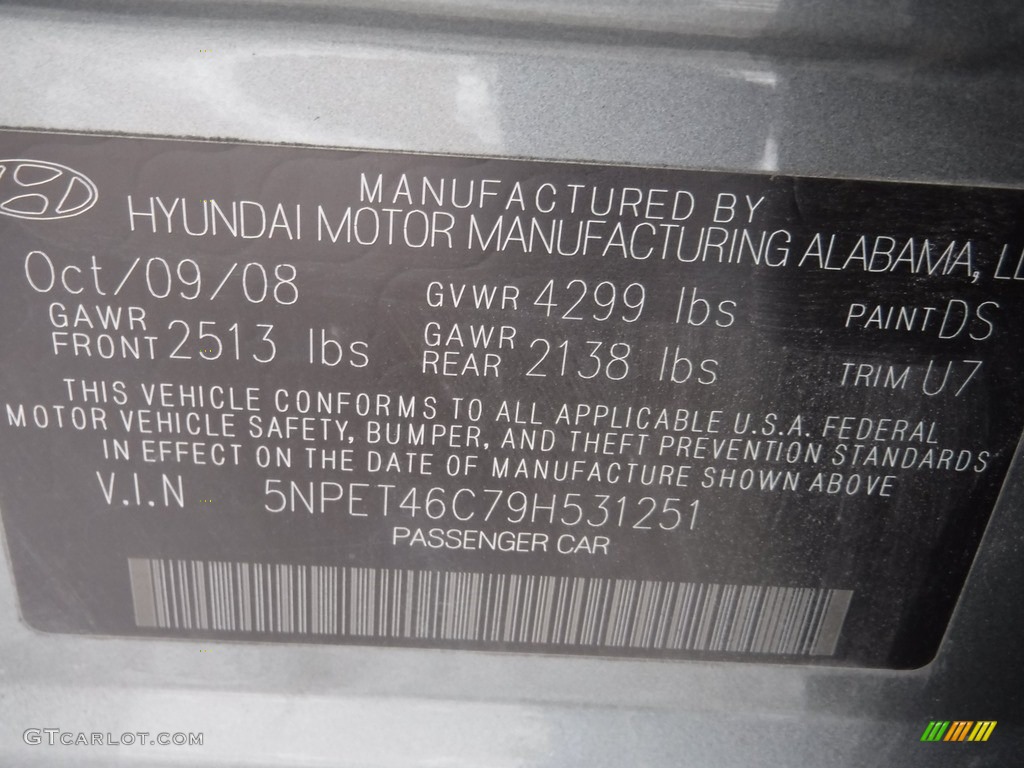 MANUFACTURED BY
HYUNDAI MOTOR MANUFACTURING ALABAMA, LL
Oct/09/08 GVWR 4299 lbs PAINT DS
GAWR FRONT 2513 lbs GAWR REAR 2138 lbs TRIM U7
THIS VEHICLE CONFORMS TO ALL APPLICABLE U.S.A. FEDERAL
MOTOR VEHICLE SAFETY, BUMPER, AND THEFT PREVENTION STANDARDS
IN EFFECT ON THE DATE OF MANUFACTURE SHOWN ABOVE
V.I.N 5NPET46C79H531251
PASSENGER CAR
GTCARLOT.COM